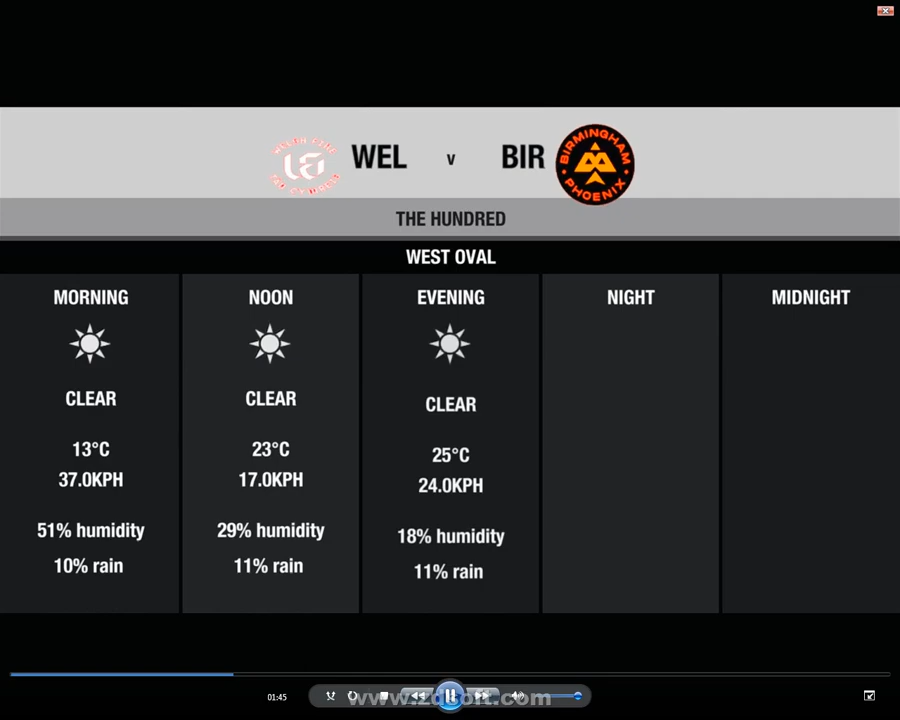 WEL v BIR
BIRMINGHAM
PHOENIX
THE HUNDRED
WEST OVAL
MORNING NOON EVENING NIGHT MIDNIGHT
CLEAR CLEAR CLEAR
13°C 23°C 25°C
37.0KPH 17.0KPH 24.0KPH
51% humidity 29% humidity 18% humidity
10% rain 11% rain 11% rain
01:45
www.zdsoft.com